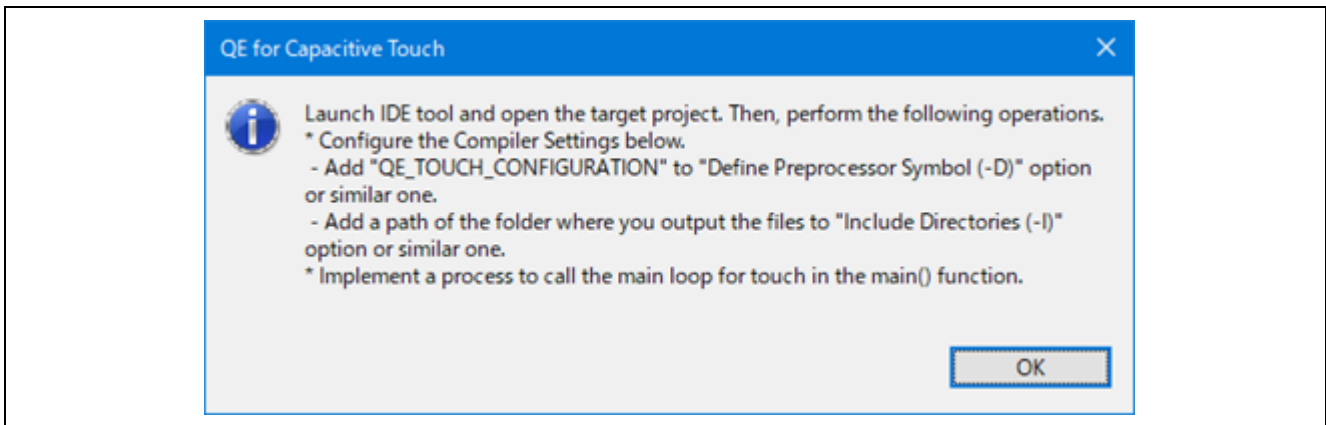 QE for Capacitive Touch
Launch IDE tool and open the target project. Then, perform the following operations.
* Configure the Compiler Settings below.
- Add "QE_TOUCH_CONFIGURATION" to "Define Preprocessor Symbol (-D)" option
or similar one.
- Add a path of the folder where you output the files to "Include Directories (-I)"
option or similar one.
* Implement a process to call the main loop for touch in the main() function.
OK